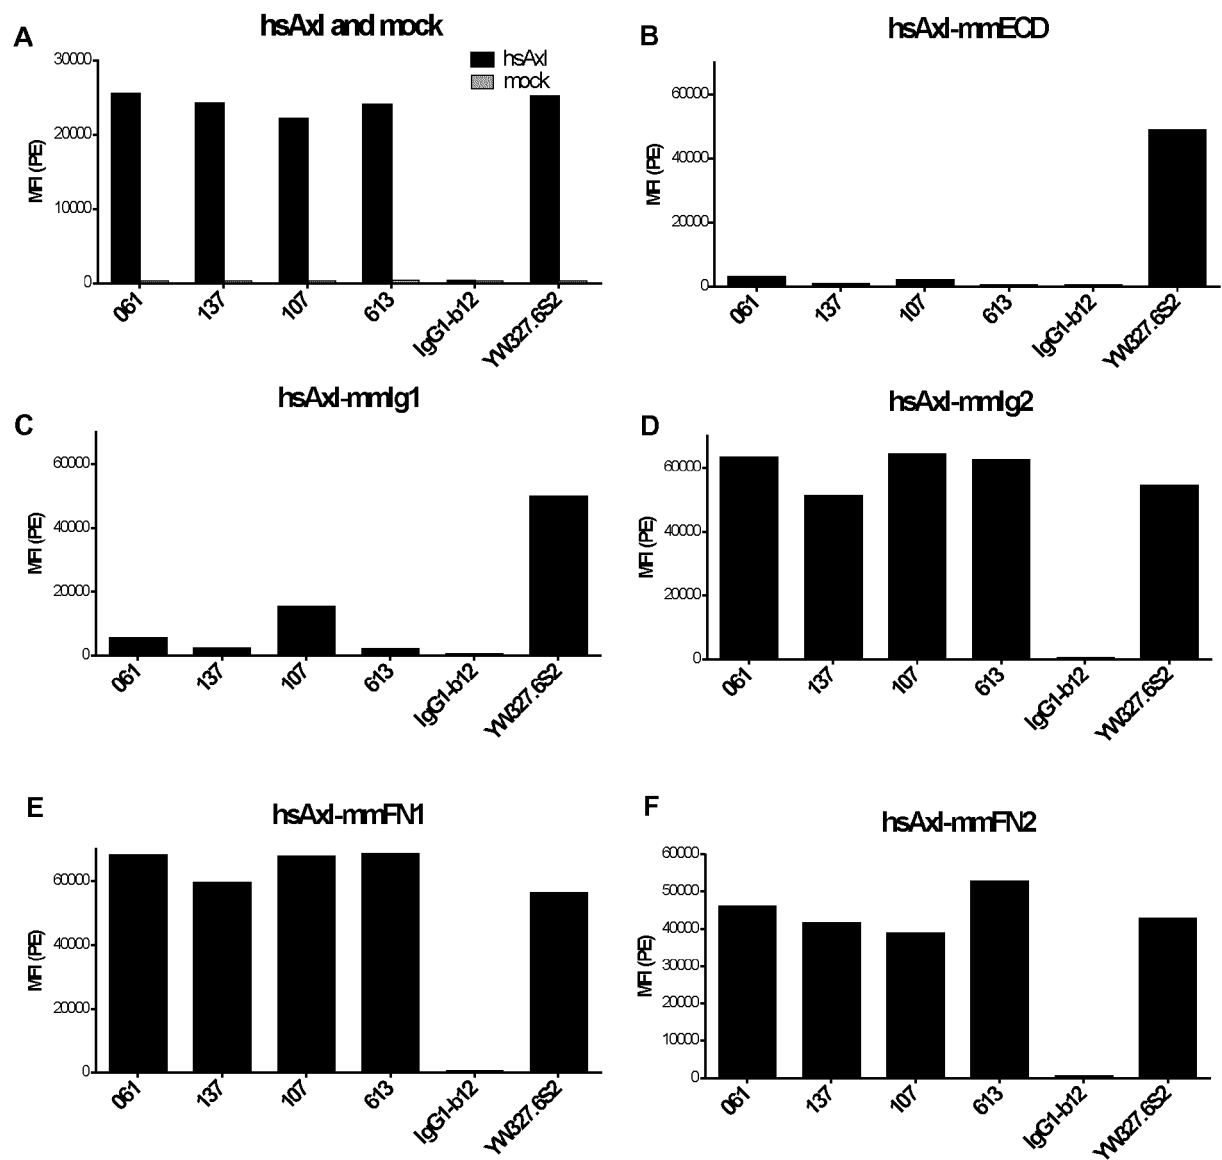 A
hsAxl and mock
hsAxl
mock
MFI (PE)
30000
20000
10000
0
061
137
107
613
IgG1-b12
YW327.6S2
B
hsAxl-mmECD
MFI (PE)
60000
40000
20000
0
061
137
107
613
IgG1-b12
YW327.6S2
C
hsAxl-mmIg1
MFI (PE)
60000
40000
20000
0
061
137
107
613
IgG1-b12
YW327.6S2
D
hsAxl-mmIg2
MFI (PE)
60000
40000
20000
0
061
137
107
613
IgG1-b12
YW327.6S2
E
hsAxl-mmFN1
MFI (PE)
60000
40000
20000
0
061
137
107
613
IgG1-b12
YW327.6S2
F
hsAxl-mmFN2
MFI (PE)
60000
50000
40000
30000
20000
10000
0
061
137
107
613
IgG1-b12
YW327.6S2